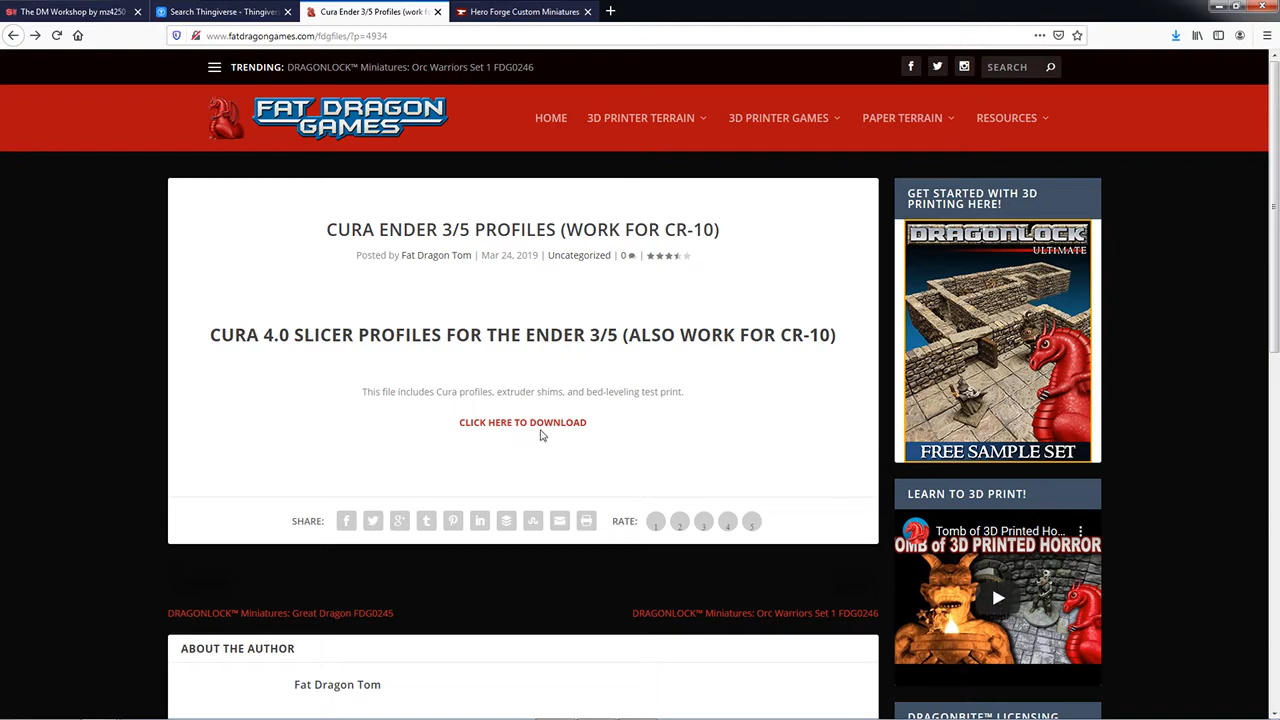 The DM Workshop by mz4250
Search Thingiverse - Thingivers
Cura Ender 3/5 Profiles (work f
Hero Forge Custom Miniatures
www.fatdragongames.com/fdgfiles/?p=4934
TRENDING: DRAGONLOCK™ Miniatures: Orc Warriors Set 1 FDG0246
SEARCH
FAT DRAGON
GAMES
HOME
3D PRINTER TERRAIN
3D PRINTER GAMES
PAPER TERRAIN
RESOURCES
CURA ENDER 3/5 PROFILES (WORK FOR CR-10)
Posted by Fat Dragon Tom | Mar 24, 2019 | Uncategorized | 0
CURA 4.0 SLICER PROFILES FOR THE ENDER 3/5 (ALSO WORK FOR CR-10)
This file includes Cura profiles, extruder shims, and bed-leveling test print.
CLICK HERE TO DOWNLOAD
SHARE:
RATE:
1 2 3 4 5
DRAGONLOCK™ Miniatures: Great Dragon FDG0245
DRAGONLOCK™ Miniatures: Orc Warriors Set 1 FDG0246
ABOUT THE AUTHOR
Fat Dragon Tom
GET STARTED WITH 3D
PRINTING HERE!
DRAGONLOCK
ULTIMATE
FREE SAMPLE SET
LEARN TO 3D PRINT!
Tomb of 3D Printed Ho...
OMB of 3D PRINTED HORROR
DRAGONBITE™ LICENSING